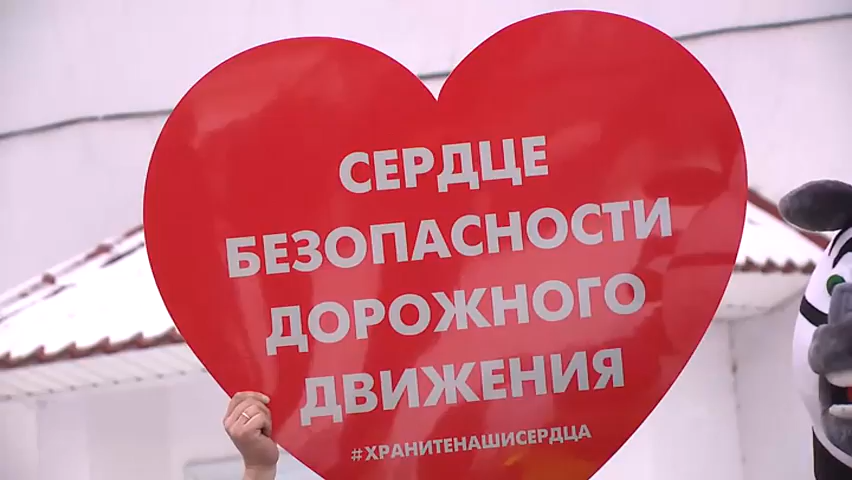 СЕРДЦЕ
БЕЗОПАСНОСТИ
ДОРОЖНОГО
ДВИЖЕНИЯ
#ХРАНИТЕНАШИСЕРДЦА